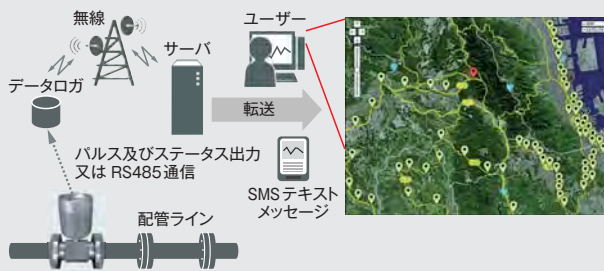 無線
ユーザー
サーバ
データロガ
転送
パルス及びステータス出力
又は RS485通信
SMSテキスト
メッセージ
配管ライン